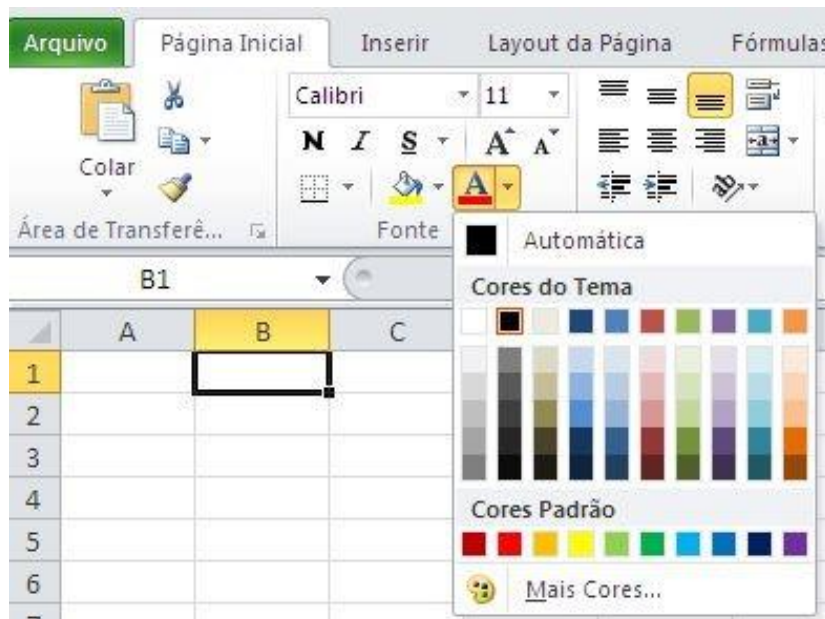 Arquivo Página Inicial Inserir Layout da Página Fórmulas
Calibri 11
N I S A A
Colar
A
Área de Transferê... Fonte
Automática
B1
Cores do Tema
A B C
1
2
3
4
Cores Padrão
5
6
Mais Cores...